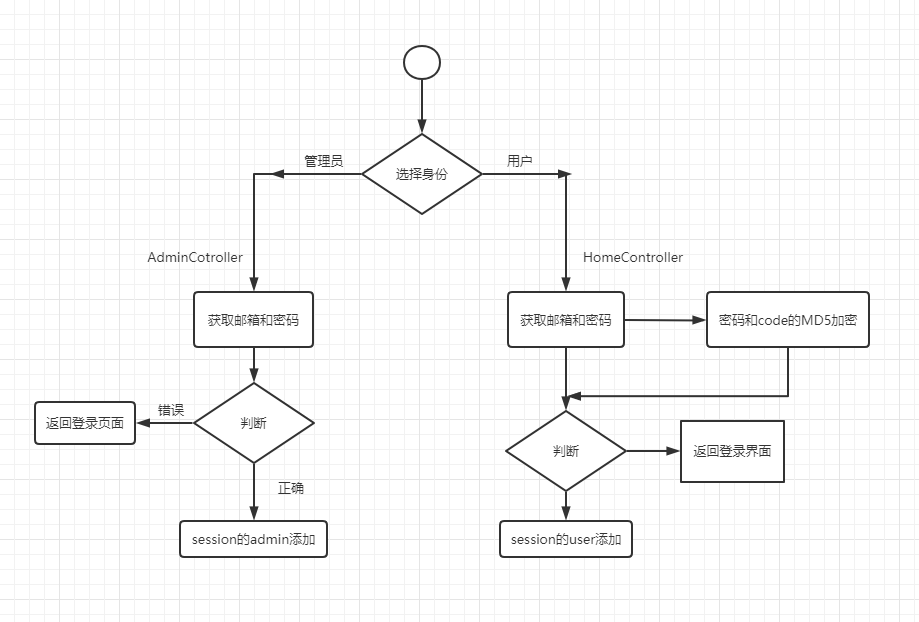 管理员
选择身份
用户
AdminCotroller
HomeController
获取邮箱和密码
获取邮箱和密码
密码和code的MD5加密
返回登录页面
错误
判断
判断
返回登录界面
正确
session的admin添加
session的user添加